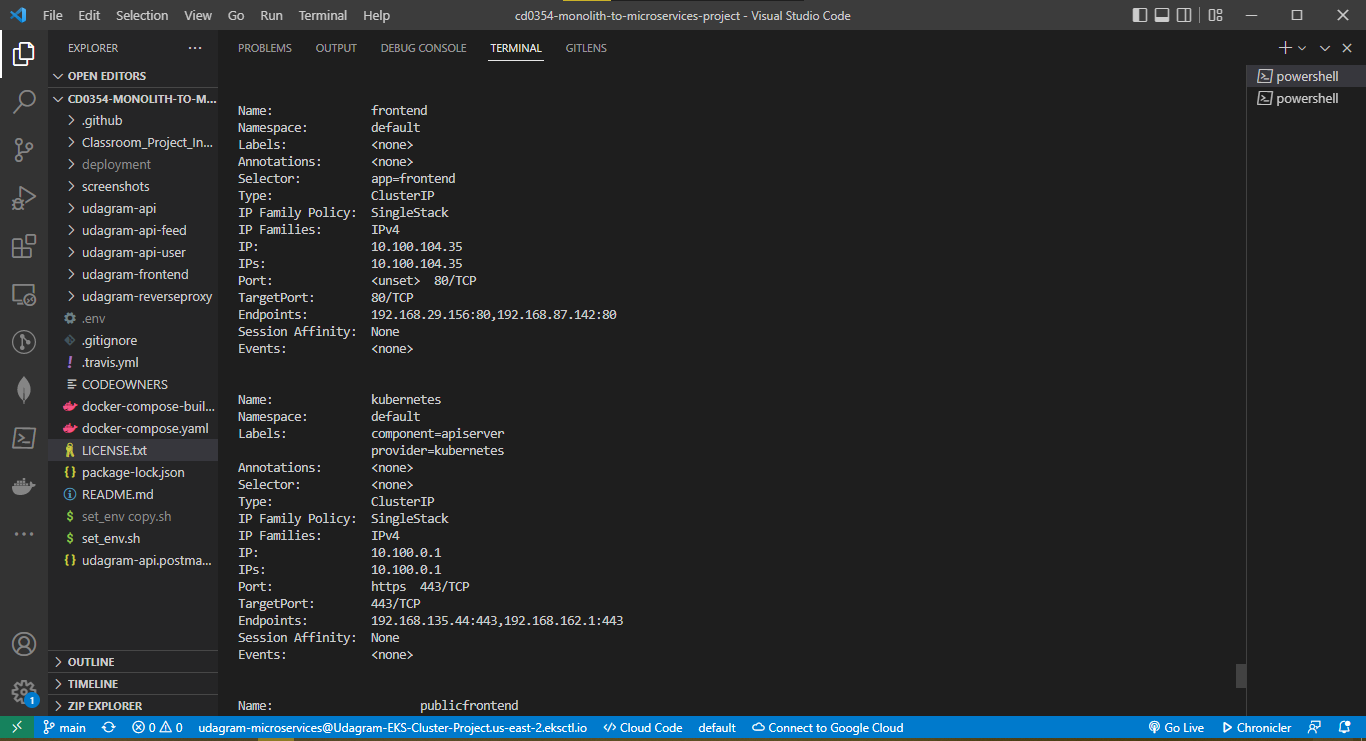 File Edit Selection View Go Run Terminal Help
cd0354-monolith-to-microservices-project - Visual Studio Code
EXPLORER
OPEN EDITORS
CD0354-MONOLITH-TO-M...
.github
Classroom_Project_In...
deployment
screenshots
udagram-api
udagram-api-feed
udagram-api-user
udagram-frontend
udagram-reverseproxy
.env
.gitignore
! .travis.yml
CODEOWNERS
docker-compose-buil...
docker-compose.yaml
LICENSE.txt
{} package-lock.json
README.md
$ set_env copy.sh
$ set_env.sh
{} udagram-api.postma...
OUTLINE
TIMELINE
ZIP EXPLORER
PROBLEMS OUTPUT DEBUG CONSOLE TERMINAL GITLENS
Name: frontend
Namespace: default
Labels: <none>
Annotations: <none>
Selector: app=frontend
Type: ClusterIP
IP Family Policy: SingleStack
IP Families: IPv4
IP: 10.100.104.35
IPs: 10.100.104.35
Port: <unset> 80/TCP
TargetPort: 80/TCP
Endpoints: 192.168.29.156:80,192.168.87.142:80
Session Affinity: None
Events: <none>
Name: kubernetes
Namespace: default
Labels: component=apiserver
provider=kubernetes
Annotations: <none>
Selector: <none>
Type: ClusterIP
IP Family Policy: SingleStack
IP Families: IPv4
IP: 10.100.0.1
IPs: 10.100.0.1
Port: https 443/TCP
TargetPort: 443/TCP
Endpoints: 192.168.135.44:443,192.168.162.1:443
Session Affinity: None
Events: <none>
Name: publicfrontend
powershell
powershell
1
main 0 0 udagram-microservices@Udagram-EKS-Cluster-Project.us-east-2.eksctl.io Cloud Code default Connect to Google Cloud Go Live Chronicler